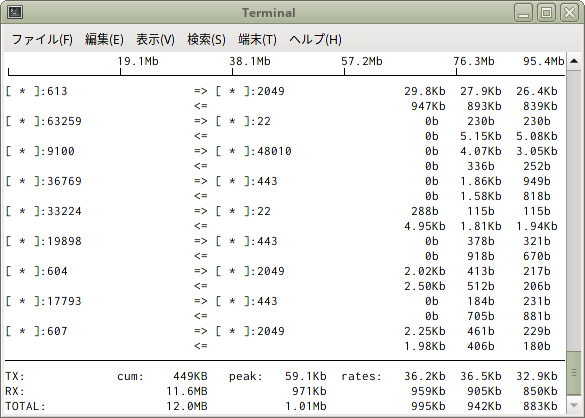 Terminal
ファイル(F) 編集(E) 表示(V) 検索(S) 端末(T) ヘルプ(H)
19.1Mb 38.1Mb 57.2Mb 76.3Mb 95.4Mb
[ * ]:613 => [ * ]:2049 29.8Kb 27.9Kb 26.4Kb
<= 947Kb 893Kb 839Kb
[ * ]:63259 => [ * ]:22 0b 230b 230b
<= 0b 5.15Kb 5.08Kb
[ * ]:9100 => [ * ]:48010 0b 4.07Kb 3.05Kb
<= 0b 336b 252b
[ * ]:36769 => [ * ]:443 0b 1.86Kb 949b
<= 0b 1.58Kb 818b
[ * ]:33224 => [ * ]:22 288b 115b 115b
<= 4.95Kb 1.81Kb 1.94Kb
[ * ]:19898 => [ * ]:443 0b 378b 321b
<= 0b 918b 670b
[ * ]:604 => [ * ]:2049 2.02Kb 413b 217b
<= 2.50Kb 512b 206b
[ * ]:17793 => [ * ]:443 0b 184b 231b
<= 0b 705b 881b
[ * ]:607 => [ * ]:2049 2.25Kb 461b 229b
<= 1.98Kb 406b 180b
TX: cum: 449KB peak: 59.1Kb rates: 36.2Kb 36.5Kb 32.9Kb
RX: 11.6MB 971Kb 959Kb 905Kb 850Kb
TOTAL: 12.0MB 1.01Mb 995Kb 942Kb 883Kb